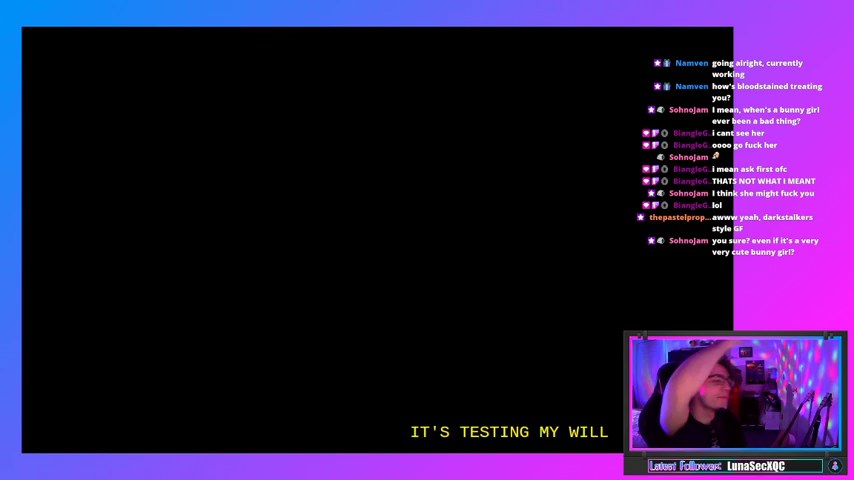 Namven going alright, currently
working
Namven how's bloodstained treating
you?
SohnoJam I mean, when's a bunny girl
ever been a bad thing?
BiangleG.. i cant see her
BiangleG.. oooo go fuck her
SohnoJam
BiangleG.. i mean ask first ofc
BiangleG.. THATS NOT WHAT I MEANT
SohnoJam I think she might fuck you
BiangleG.. lol
thepastelprop... awww yeah, darkstalkers
style GF
SohnoJam you sure? even if it's a very
very cute bunny girl?
IT'S TESTING MY WILL
Latest Follower: LunaSecXQC